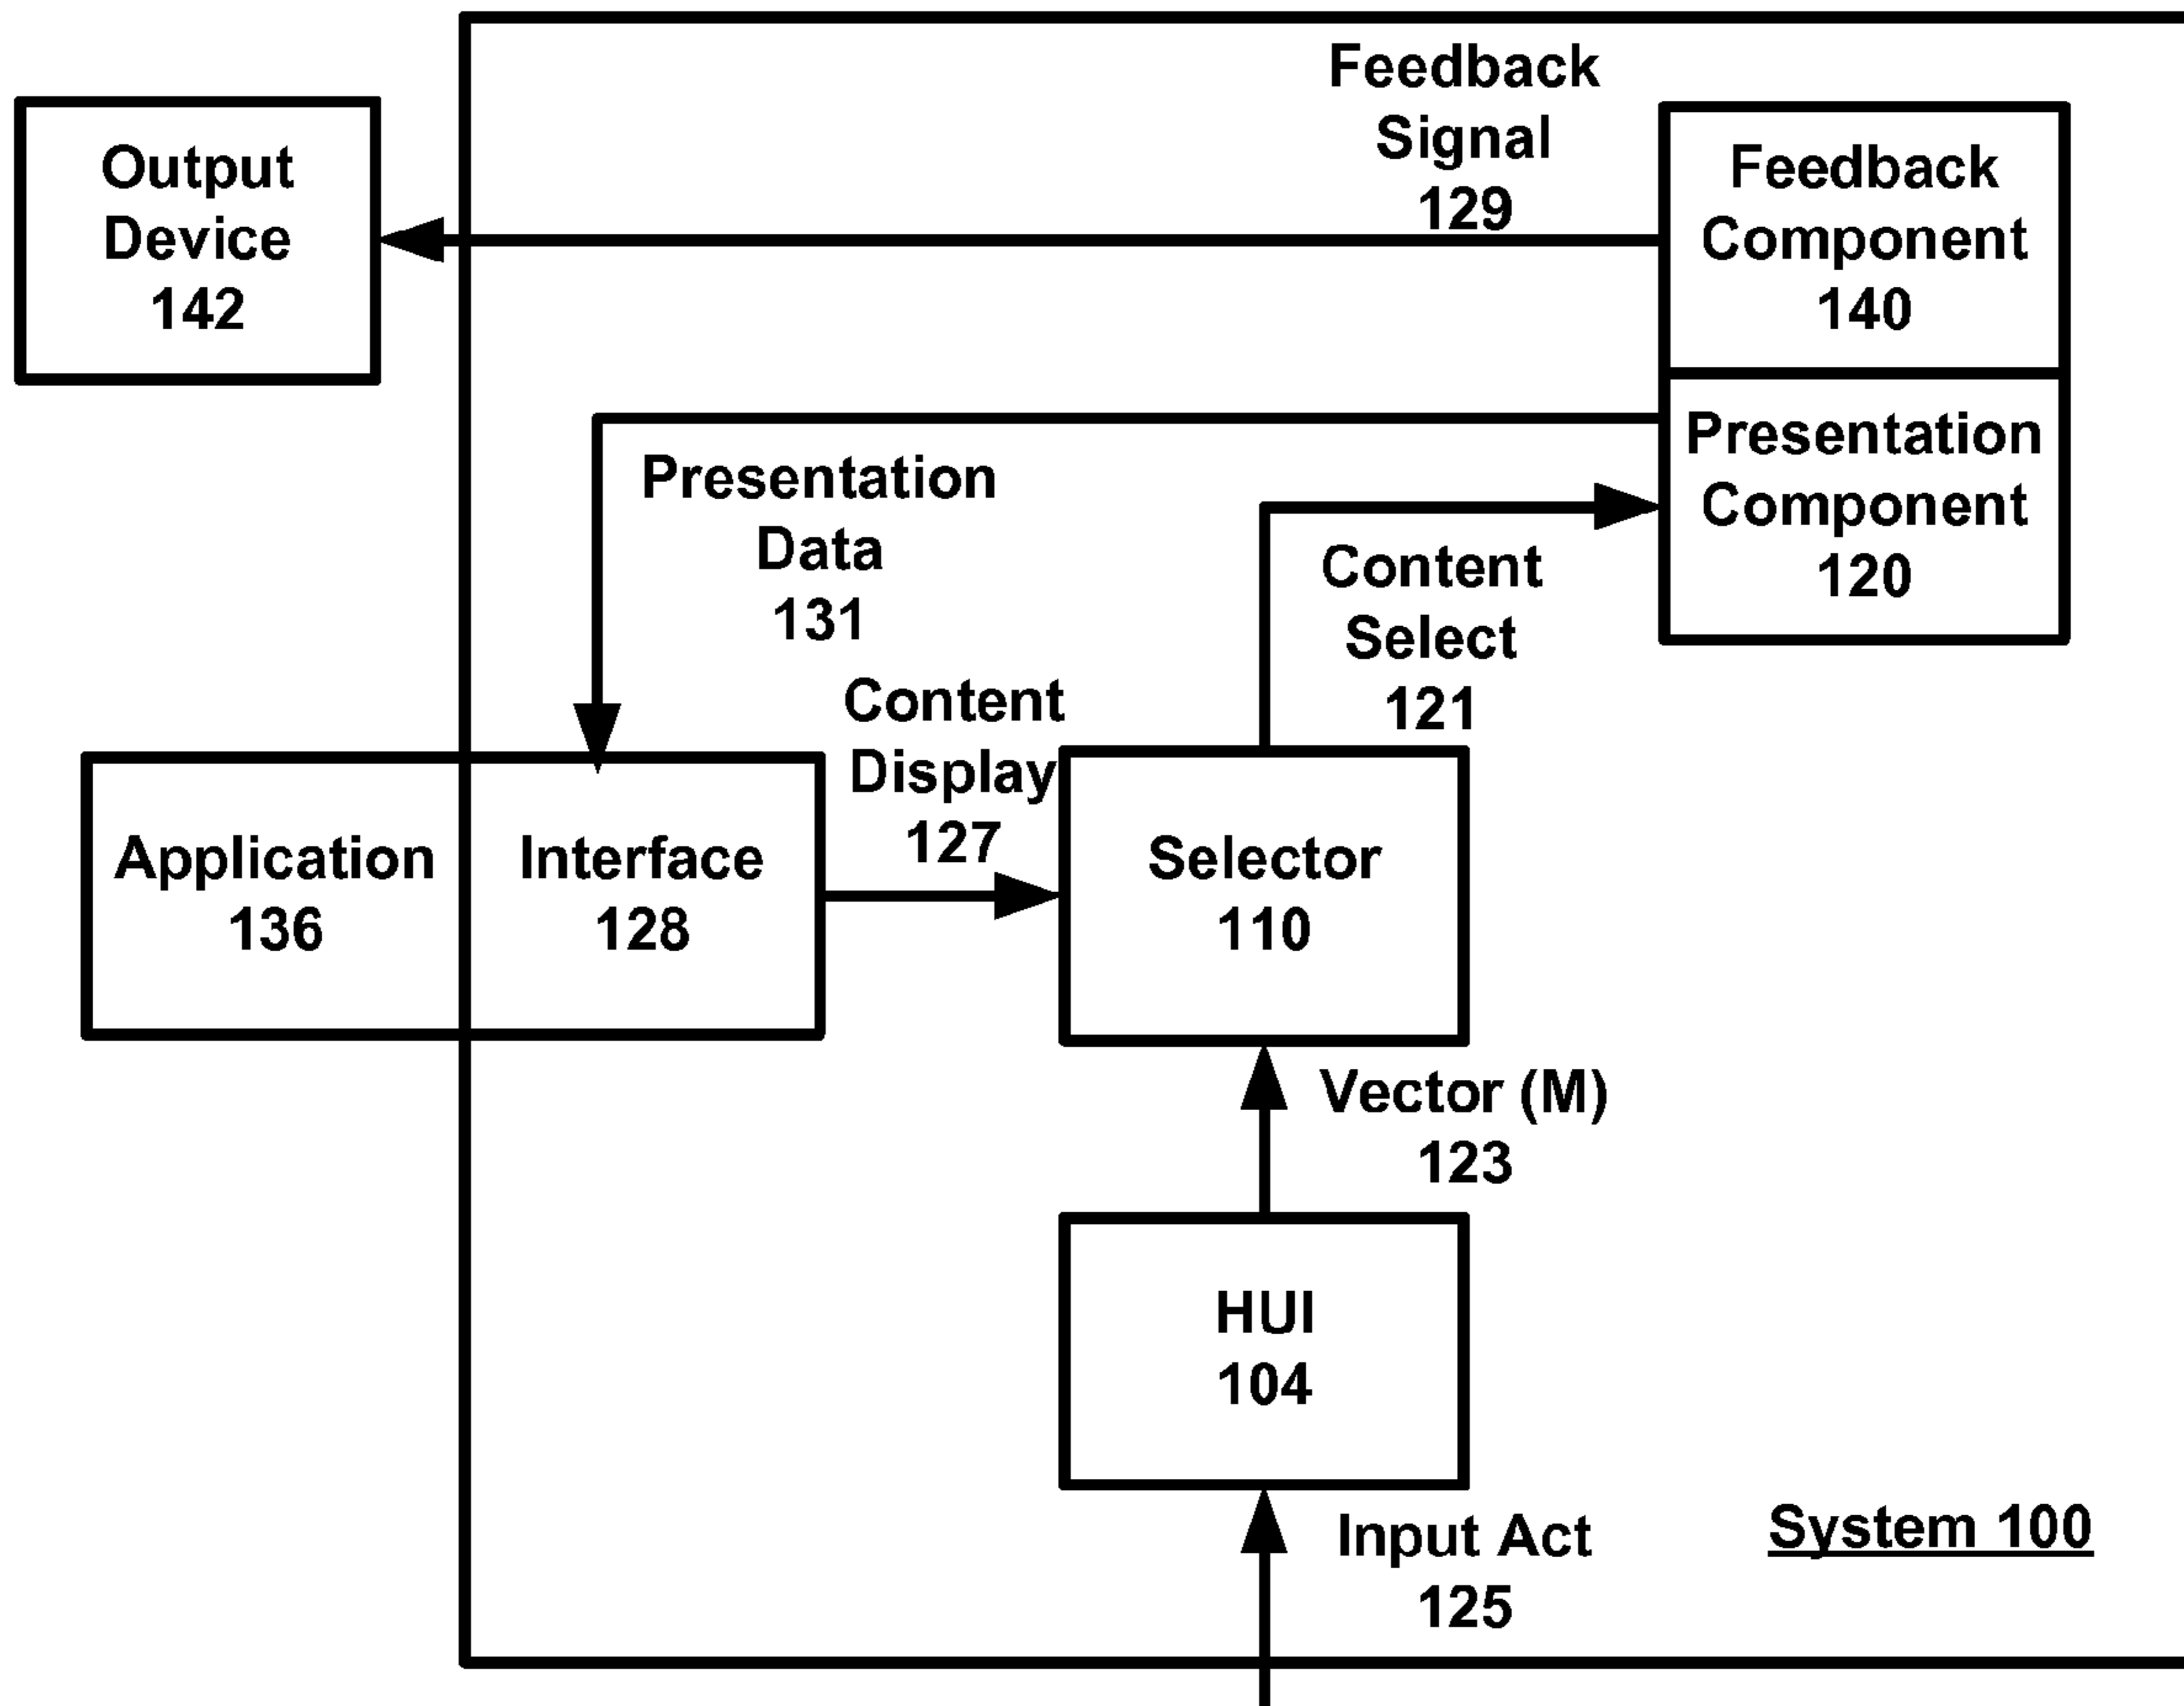 Feedback
Signal
129
Output
Device
142
Feedback
Component
140
Presentation
Component
120
Presentation
Data
131
Content
Select
121
Content
Display
127
Application
136
Interface
128
Selector
110
Vector (M)
123
HUI
104
Input Act
125
System 100